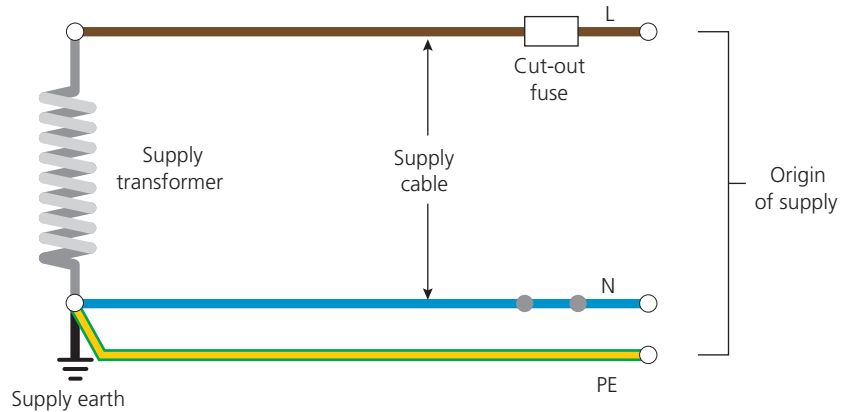 L
Cut-out
fuse
Supply
transformer
Supply
cable
Origin
of supply
N
PE
Supply earth